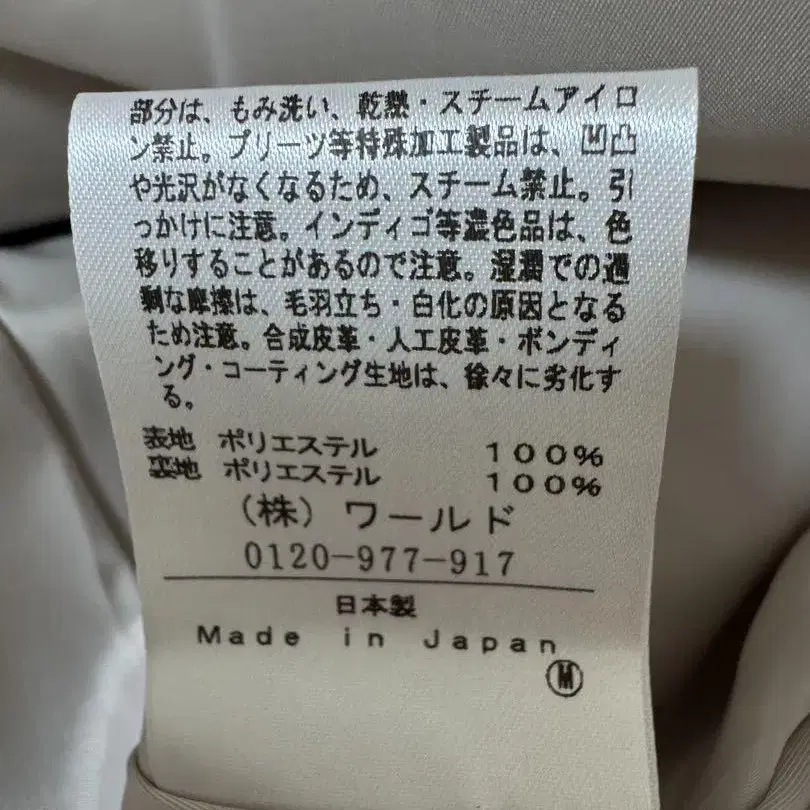 部分は、もみ洗い、乾熱・スチームアイロ
ン禁止。プリーツ等特殊加工製品は、凹凸
や光沢がなくなるため、スチーム禁止。引
っかけに注意。インディゴ等濃色品は、色
移りすることがあるので注意。湿潤での過
剰な摩擦は、毛羽立ち・白化の原因となる
ため注意。合成皮革・人工皮革・ボンディ
ング・コーティング生地は、徐々に劣化す
る。
表地 ポリエステル 100%
裏地 ポリエステル 100%
(株) ワールド
0120-977-917
日本製
Made in Japan
M